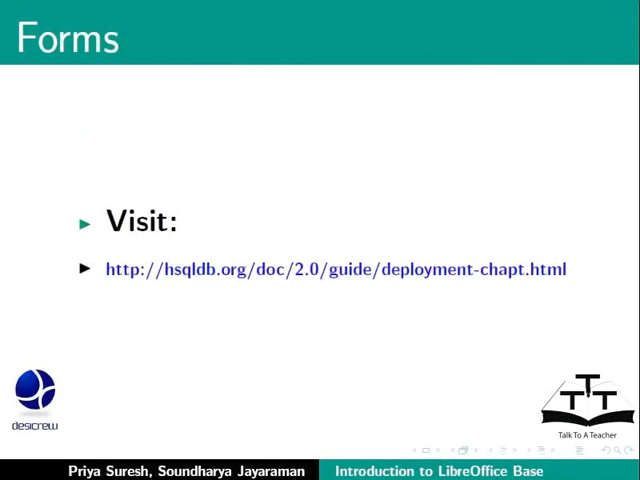 Forms
Visit:
http://hsqldb.org/doc/2.0/guide/deployment-chapt.html
desicrew
T T T
Talk To A Teacher
Priya Suresh, Soundharya Jayaraman Introduction to LibreOffice Base